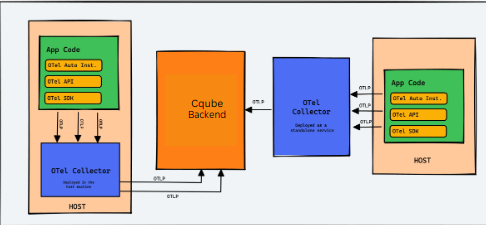 App Code
OTel Auto Inst.
OTel API
OTel SDK
OTLP
OTLP
OTLP
OTel Collector
Deployed in the
host machine
HOST
OTLP
OTLP
Cqube
Backend
OTLP
OTel
Collector
Deployed as a
standalone service
OTLP
OTLP
OTLP
App Code
OTel Auto Inst.
OTel API
OTel SDK
HOST